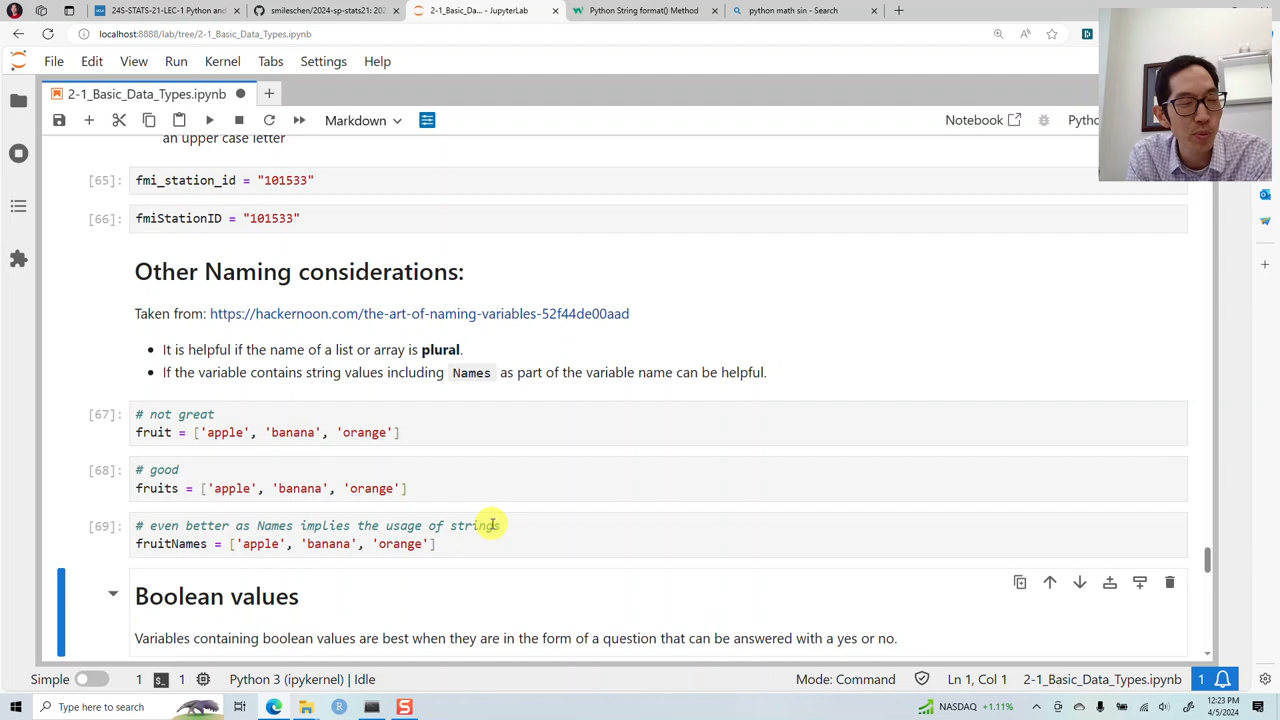 24S-STATS-21-LEC-1 Python and
smileschen/2024-sp-stats21: 202
2-1_Basic_Da... - JupyterLab
Python String format() Method
python math sin - Search
localhost:8888/lab/tree/2-1_Basic_Data_Types.ipynb
File Edit View Run Kernel Tabs Settings Help
2-1_Basic_Data_Types.ipynb
Markdown
Notebook
Pytho
an upper case letter
[65]: fmi_station_id = "101533"
[66]: fmiStationID = "101533"
Other Naming considerations:
Taken from: https://hackernoon.com/the-art-of-naming-variables-52f44de00aad
• It is helpful if the name of a list or array is plural.
• If the variable contains string values including Names as part of the variable name can be helpful.
[67]: # not great
fruit = ['apple', 'banana', 'orange']
[68]: # good
fruits = ['apple', 'banana', 'orange']
[69]: # even better as Names implies the usage of strings
fruitNames = ['apple', 'banana', 'orange']
Boolean values
Variables containing boolean values are best when they are in the form of a question that can be answered with a yes or no.
Simple 1 $_ 1 Python 3 (ipykernel) | Idle Mode: Command Ln 1, Col 1 2-1_Basic_Data_Types.ipynb 1
Type here to search
NASDAQ +1.11%
12:23 PM
4/5/2024